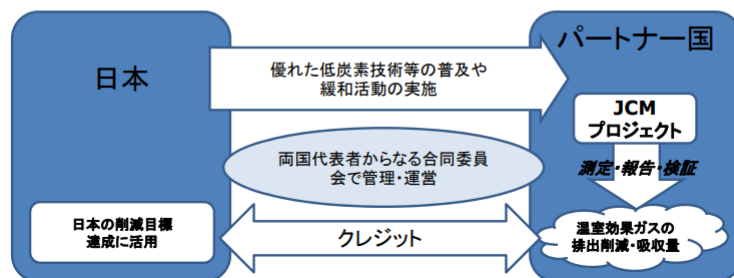 日本
パートナー国
優れた低炭素技術等の普及や
緩和活動の実施
JCM
プロジェクト
両国代表者からなる合同委員
会で管理・運営
測定・報告・検証
日本の削減目標
達成に活用
クレジット
温室効果ガスの
排出削減・吸収量